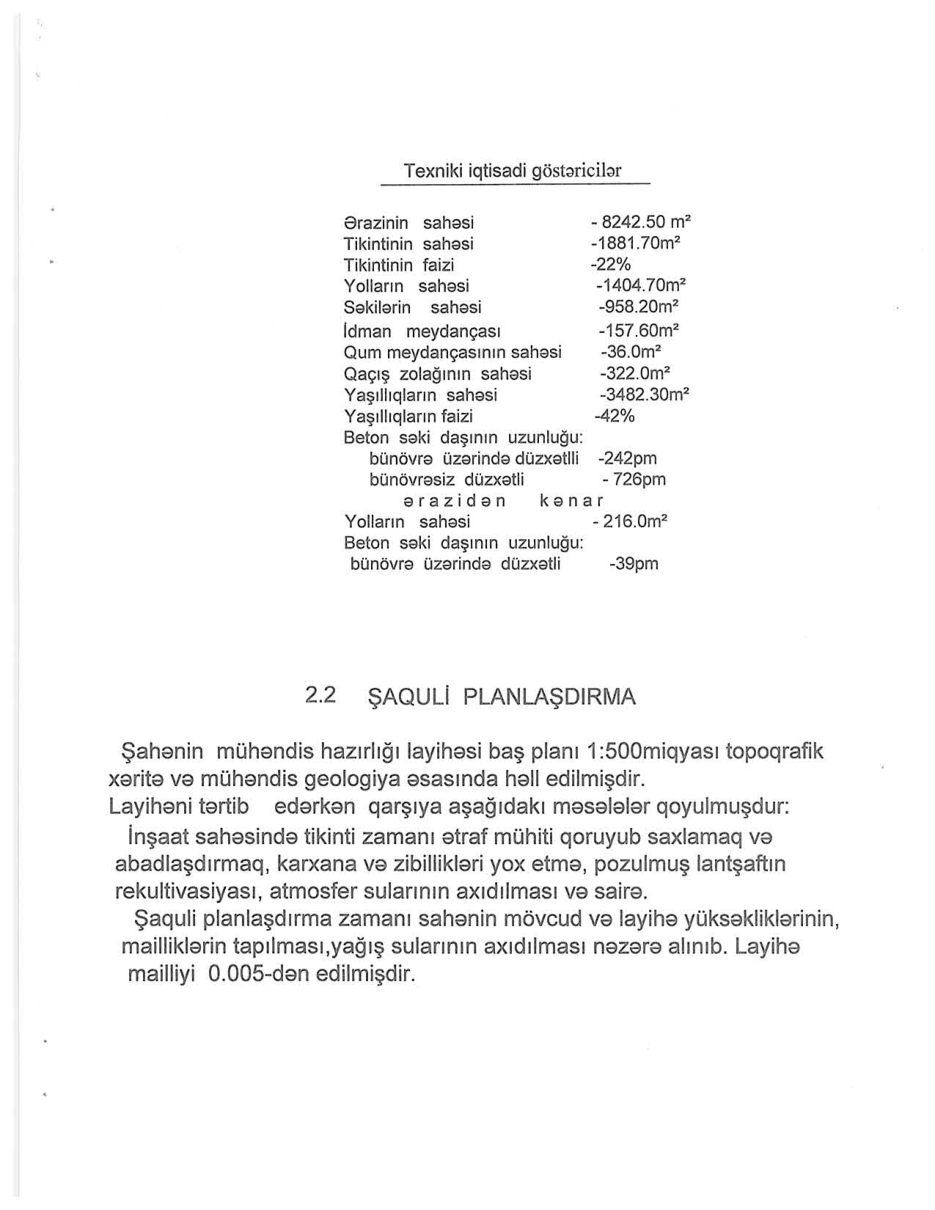 Texniki iqtisadi göstəricilər
Ərazinin sahəsi - 8242.50 m²
Tikintinin sahəsi -1881.70m²
Tikintinin faizi -22%
Yolların sahəsi -1404.70m²
Səkilərin sahəsi -958.20m²
İdman meydançası -157.60m²
Qum meydançasının sahəsi -36.0m²
Qaçış zolağının sahəsi -322.0m²
Yaşıllıqların sahəsi -3482.30m²
Yaşıllıqların faizi -42%
Beton səki daşının uzunluğu:
bünövrə üzərində düzxətlli -242pm
bünövrəsiz düzxətli - 726pm
ə r a z i d ə n k ə n a r
Yolların sahəsi - 216.0m²
Beton səki daşının uzunluğu:
bünövrə üzərində düzxətli -39pm
2.2 ŞAQULİ PLANLAŞDIRMA
Şahənin mühəndis hazırlığı layihəsi baş planı 1:500miqyası topoqrafik
xəritə və mühəndis geologiya əsasında həll edilmişdir.
Layihəni tərtib edərkən qarşıya aşağıdakı məsələlər qoyulmuşdur:
İnşaat sahəsində tikinti zamanı ətraf mühiti qoruyub saxlamaq və
abadlaşdırmaq, karxana və zibillikləri yox etmə, pozulmuş lantşaftın
rekultivasiyası, atmosfer sularının axıdılması və sairə.
Şaquli planlaşdırma zamanı sahənin mövcud və layihə yüksəkliklərinin,
mailliklərin tapılması,yağış sularının axıdılması nəzərə alınıb. Layihə
mailliyi 0.005-dən edilmişdir.